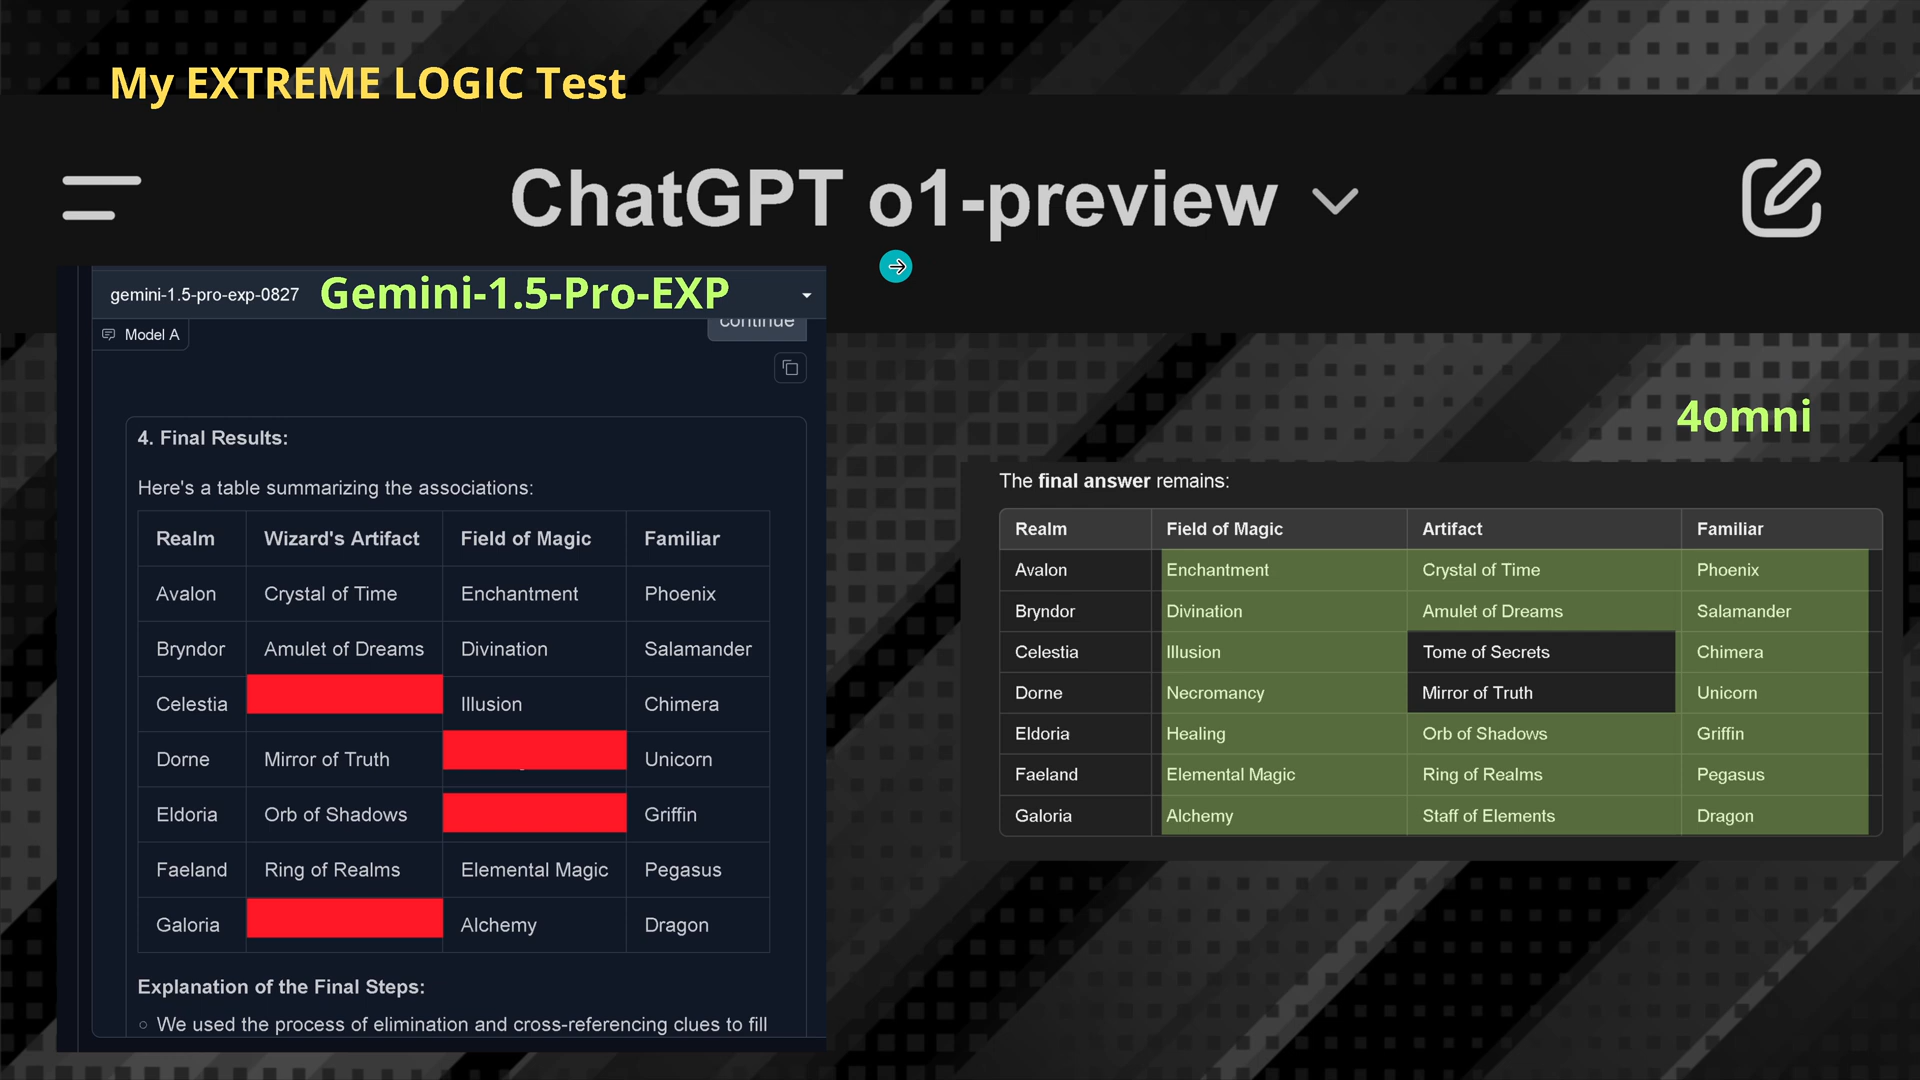 My EXTREME LOGIC Test
ChatGPT o1-preview
gemini-1.5-pro-exp-0827
Gemini-1.5-Pro-EXP
continue
Model A
4. Final Results:
Here's a table summarizing the associations:
Realm Wizard's Artifact Field of Magic Familiar
Avalon Crystal of Time Enchantment Phoenix
Bryndor Amulet of Dreams Divination Salamander
Celestia Illusion Chimera
Dorne Mirror of Truth Unicorn
Eldoria Orb of Shadows Griffin
Faeland Ring of Realms Elemental Magic Pegasus
Galoria Alchemy Dragon
Explanation of the Final Steps:
○ We used the process of elimination and cross-referencing clues to fill
4omni
The final answer remains:
Realm Field of Magic Artifact Familiar
Avalon Enchantment Crystal of Time Phoenix
Bryndor Divination Amulet of Dreams Salamander
Celestia Illusion Tome of Secrets Chimera
Dorne Necromancy Mirror of Truth Unicorn
Eldoria Healing Orb of Shadows Griffin
Faeland Elemental Magic Ring of Realms Pegasus
Galoria Alchemy Staff of Elements Dragon